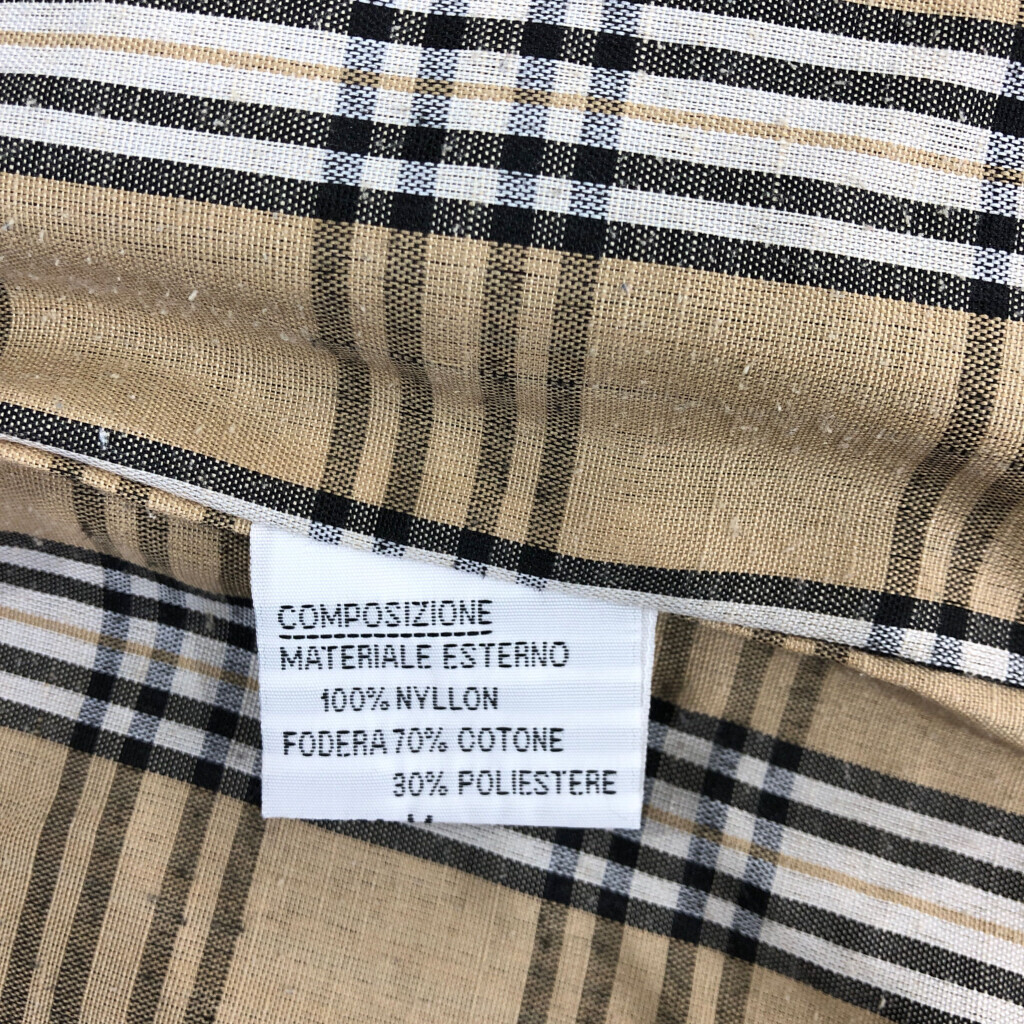 COMPOSIZIONE
MATERIALE ESTERNO
100% NYLLON
FODERA 70% COTONE
30% POLIESTERE